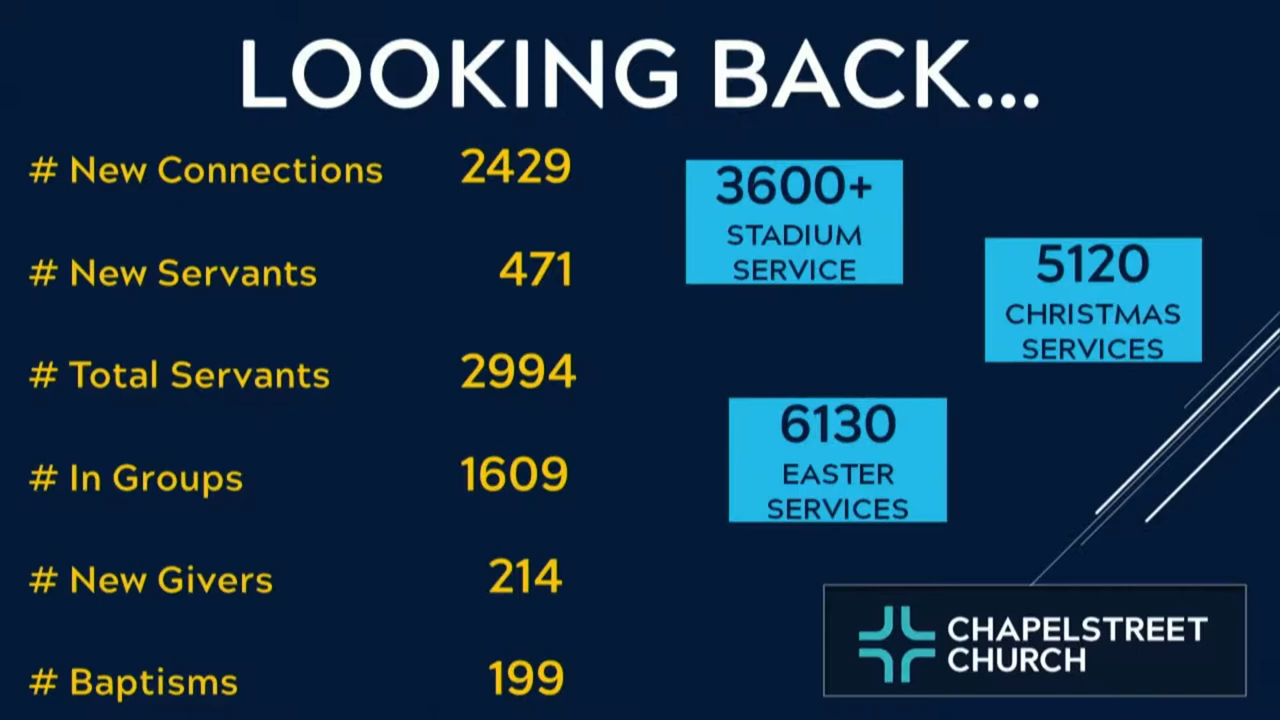 LOOKING BACK...
# New Connections 2429
# New Servants 471
# Total Servants 2994
# In Groups 1609
# New Givers 214
# Baptisms 199
3600+
STADIUM
SERVICE
5120
CHRISTMAS
SERVICES
6130
EASTER
SERVICES
CHAPELSTREET
CHURCH